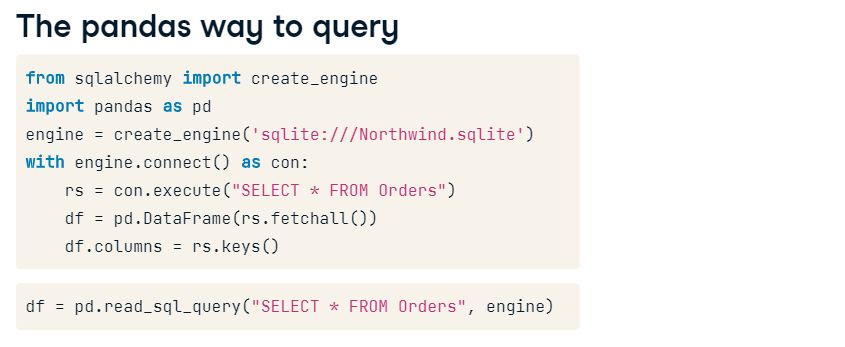 The pandas way to query
from sqlalchemy import create_engine
import pandas as pd
engine = create_engine('sqlite:///Northwind.sqlite')
with engine.connect() as con:
    rs = con.execute("SELECT * FROM Orders")
    df = pd.DataFrame(rs.fetchall())
    df.columns = rs.keys()
df = pd.read_sql_query("SELECT * FROM Orders", engine)